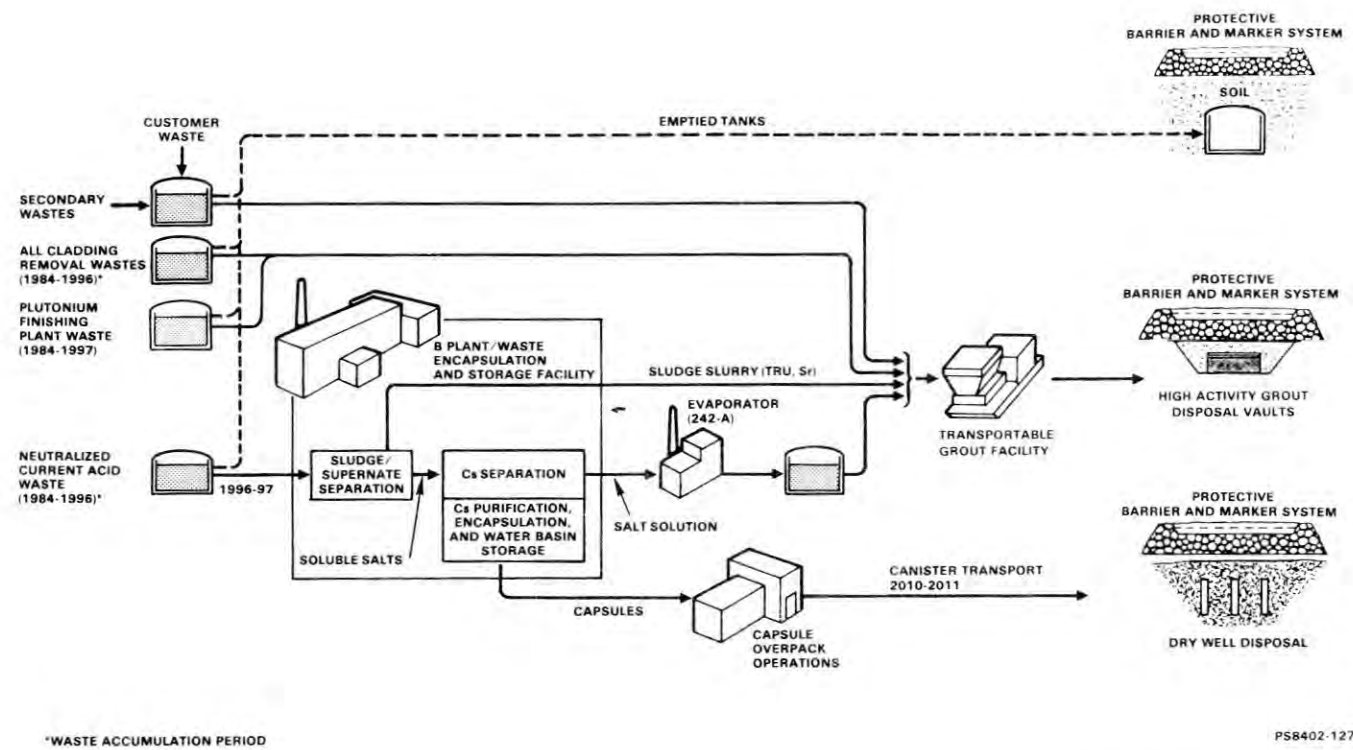 PROTECTIVE
BARRIER AND MARKER SYSTEM
SOIL
CUSTOMER
WASTE
EMPTIED TANKS
SECONDARY
WASTES
ALL CLADDING
REMOVAL WASTES
(1984-1996)*
PLUTONIUM
FINISHING
PLANT WASTE
(1984-1997)
B PLANT/WASTE
ENCAPSULATION
AND STORAGE FACILITY
SLUDGE SLURRY (TRU, Sr)
EVAPORATOR
(242-A)
TRANSPORTABLE
GROUT FACILITY
PROTECTIVE
BARRIER AND MARKER SYSTEM
HIGH ACTIVITY GROUT
DISPOSAL VAULTS
NEUTRALIZED
CURRENT ACID
WASTE
(1984-1996)*
1996-97
SLUDGE/
SUPERNATE
SEPARATION
Cs SEPARATION
Cs PURIFICATION,
ENCAPSULATION,
AND WATER BASIN
STORAGE
SOLUBLE SALTS
SALT SOLUTION
CAPSULES
CAPSULE
OVERPACK
OPERATIONS
CANISTER TRANSPORT
2010-2011
PROTECTIVE
BARRIER AND MARKER SYSTEM
DRY WELL DISPOSAL
*WASTE ACCUMULATION PERIOD
PS8402-127